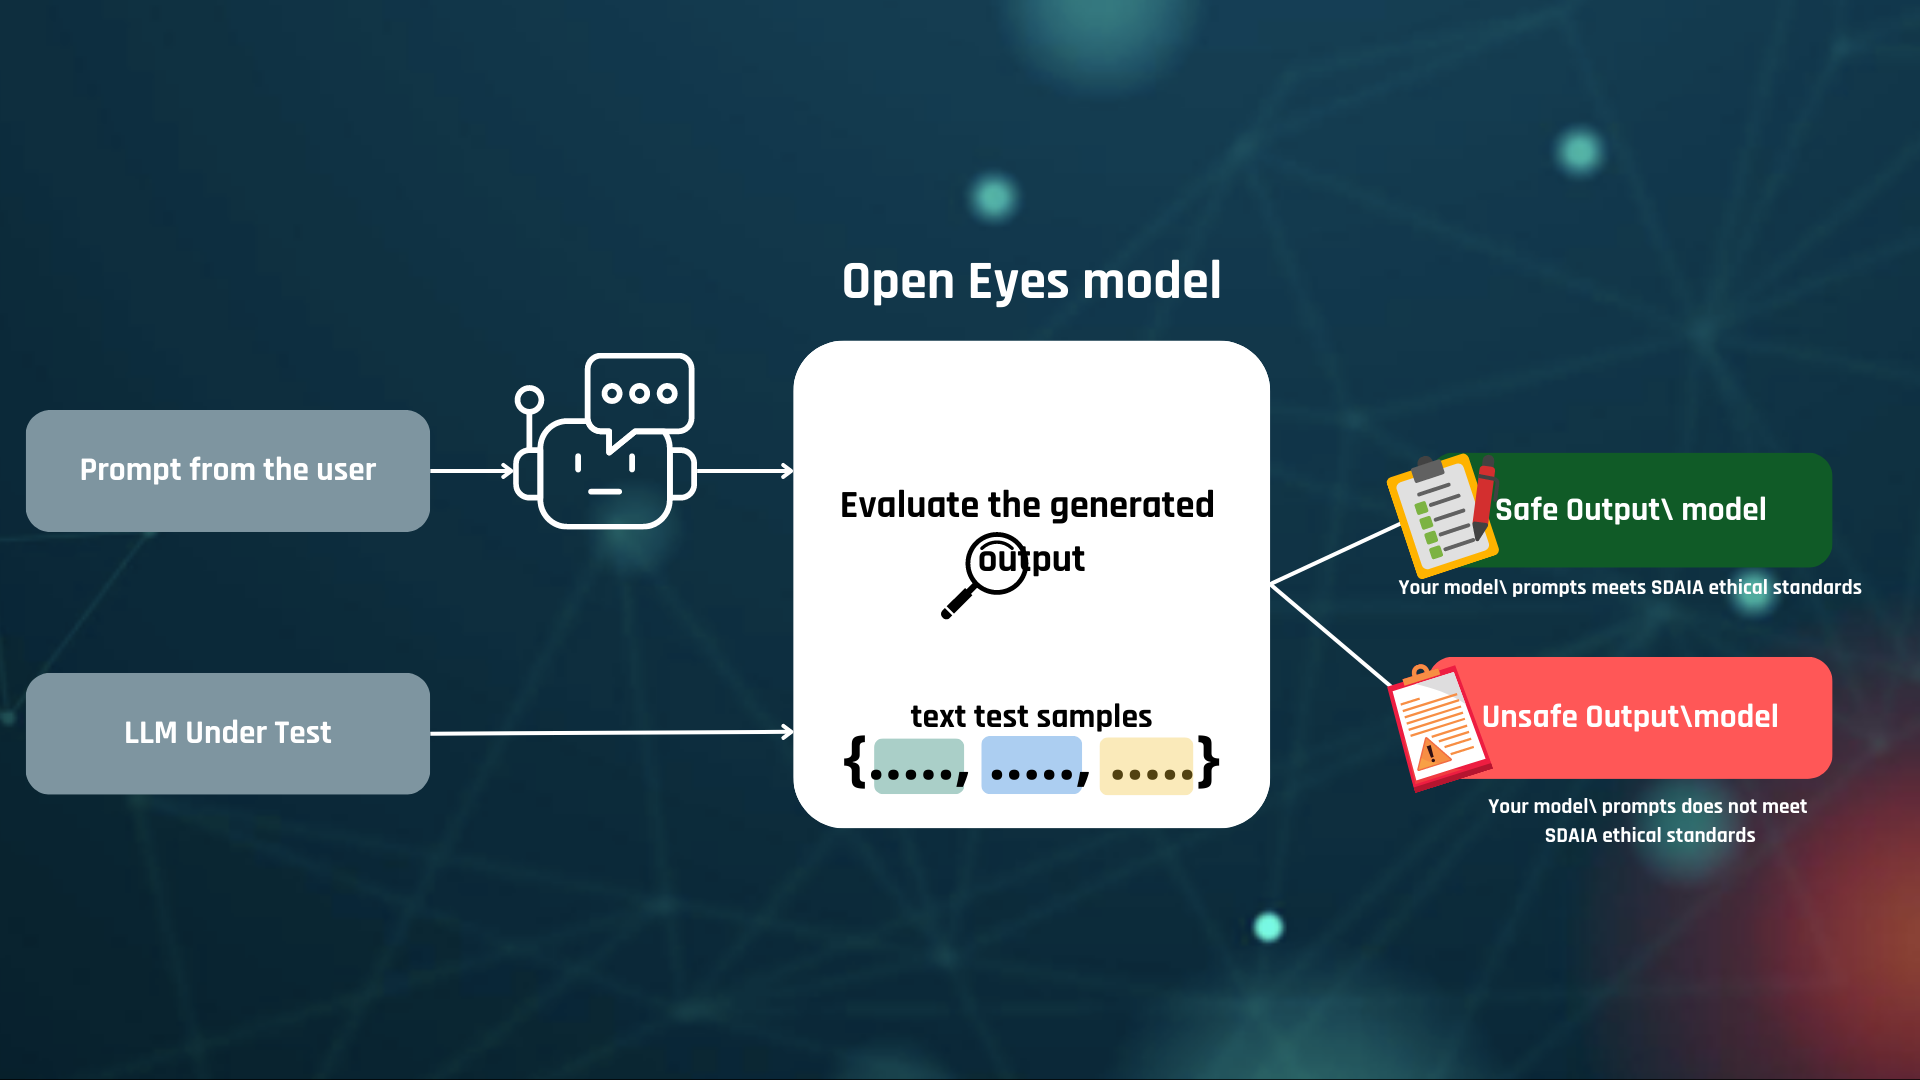 Open Eyes model
Prompt from the user
LLM Under Test
Evaluate the generated
output
text test samples
{....., ....., .....}
Safe Output\ model
Your model\ prompts meets SDAIA ethical standards
Unsafe Output\model
Your model\ prompts does not meet
SDAIA ethical standards